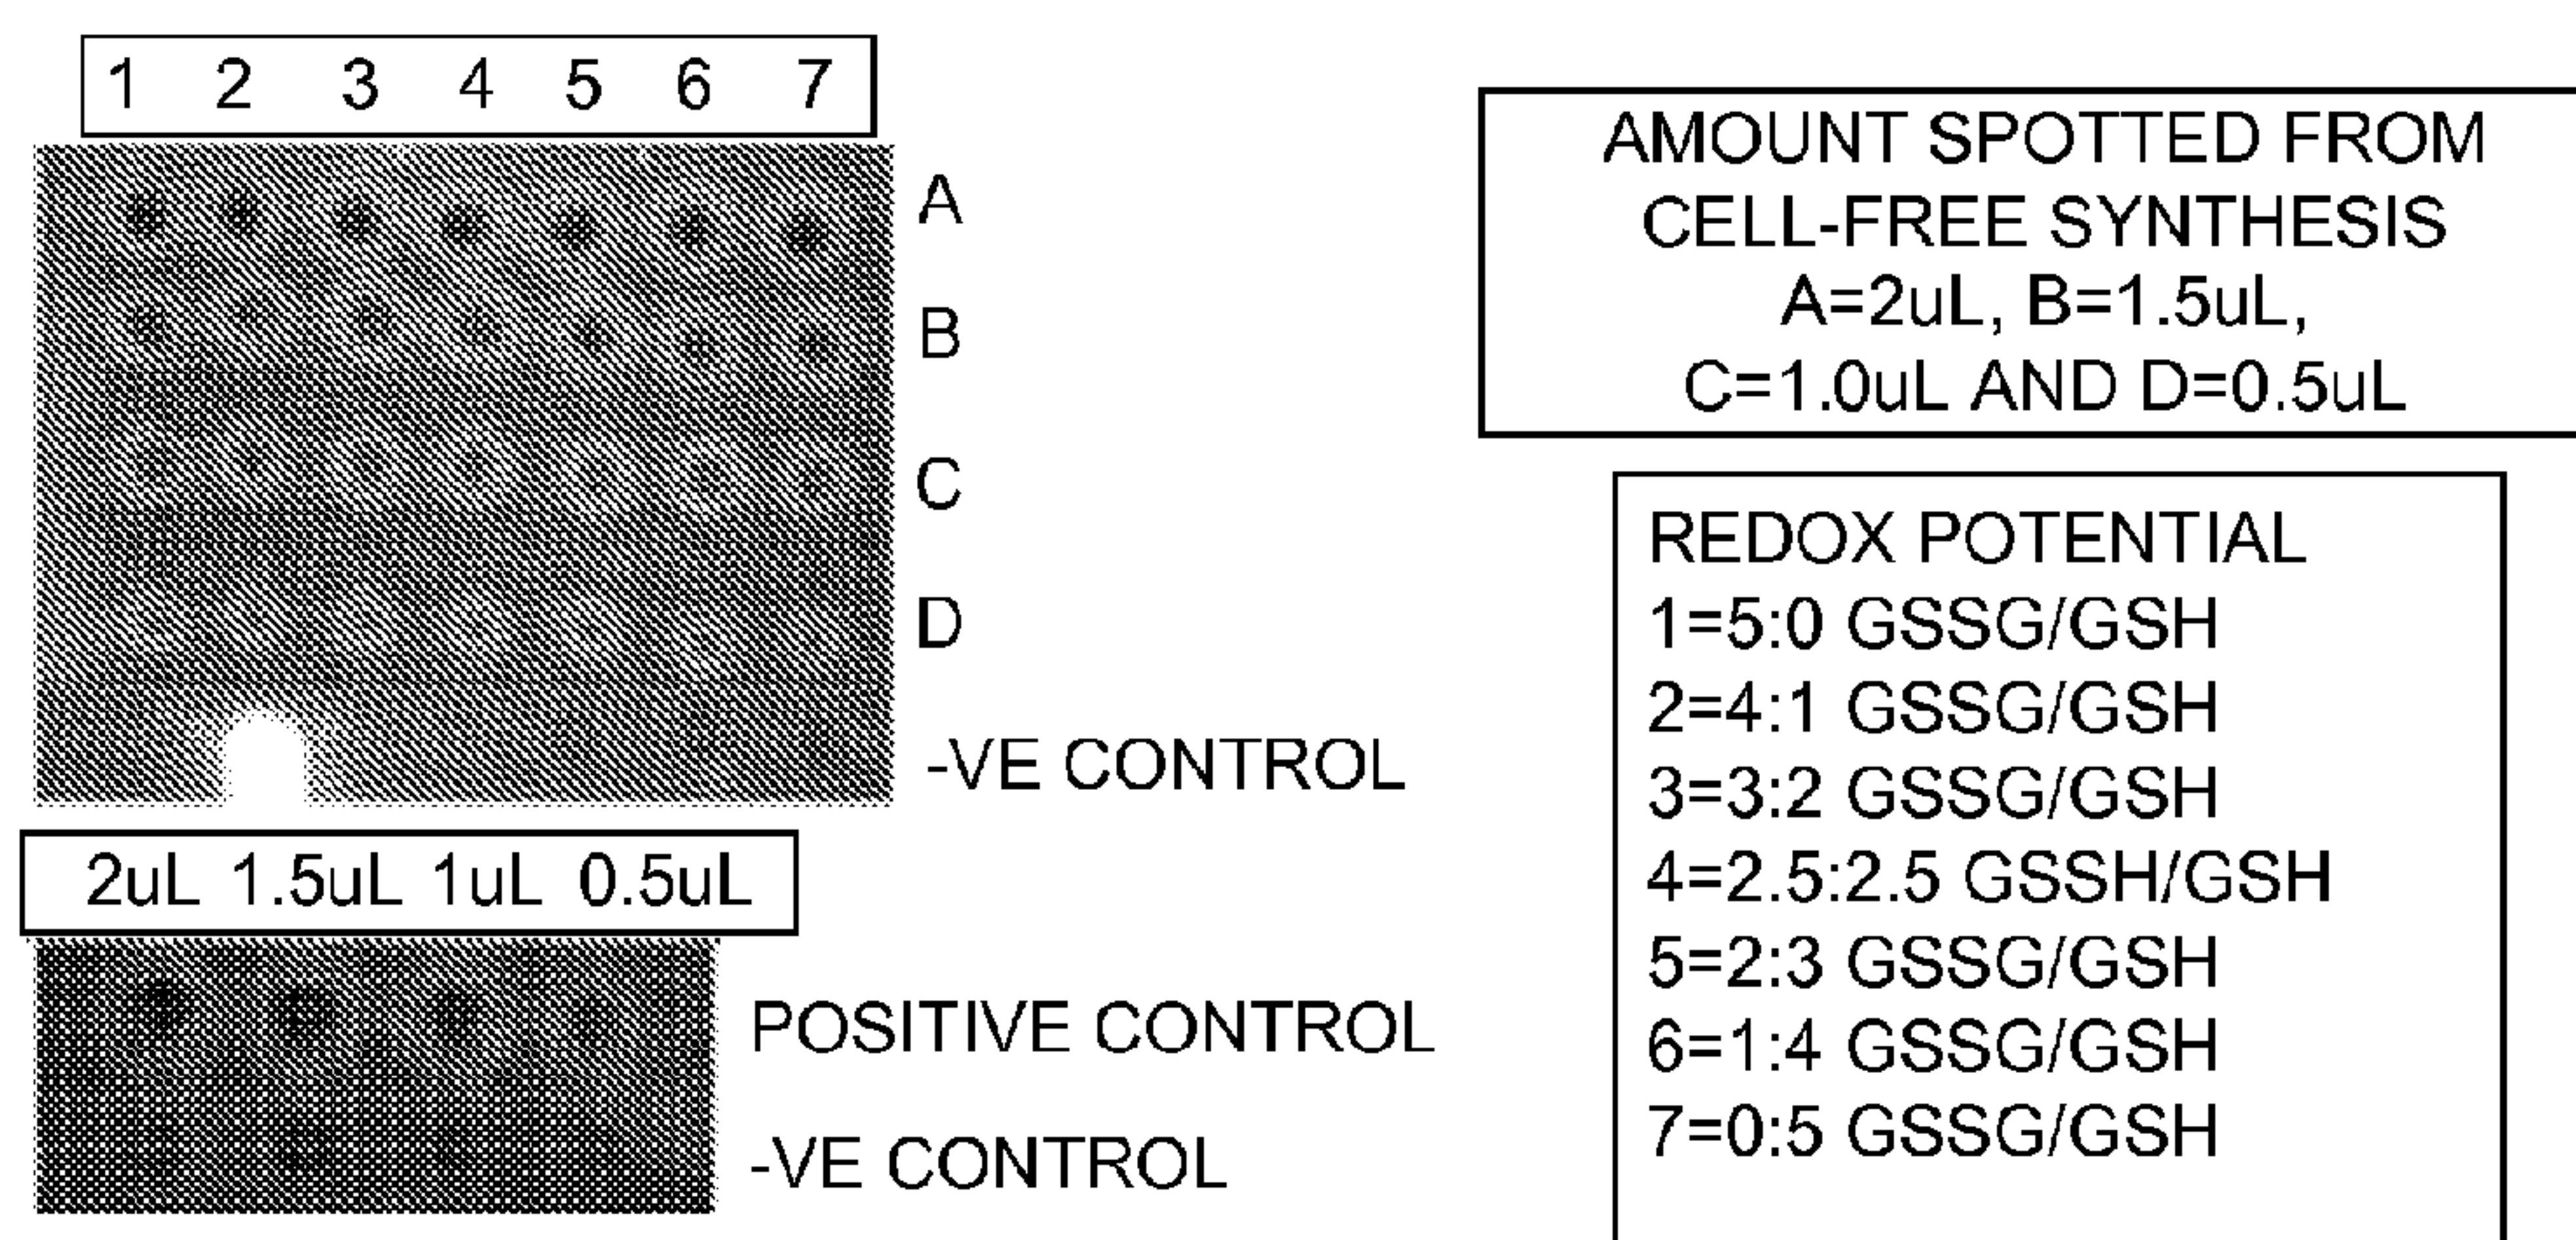 1 2 3 4 5 6 7
A
B
C
D
-VE CONTROL
2uL 1.5uL 1uL 0.5uL
POSITIVE CONTROL
-VE CONTROL
AMOUNT SPOTTED FROM
CELL-FREE SYNTHESIS
A=2uL, B=1.5uL,
C=1.0uL AND D=0.5uL
REDOX POTENTIAL
1=5:0 GSSG/GSH
2=4:1 GSSG/GSH
3=3:2 GSSG/GSH
4=2.5:2.5 GSSH/GSH
5=2:3 GSSG/GSH
6=1:4 GSSG/GSH
7=0:5 GSSG/GSH